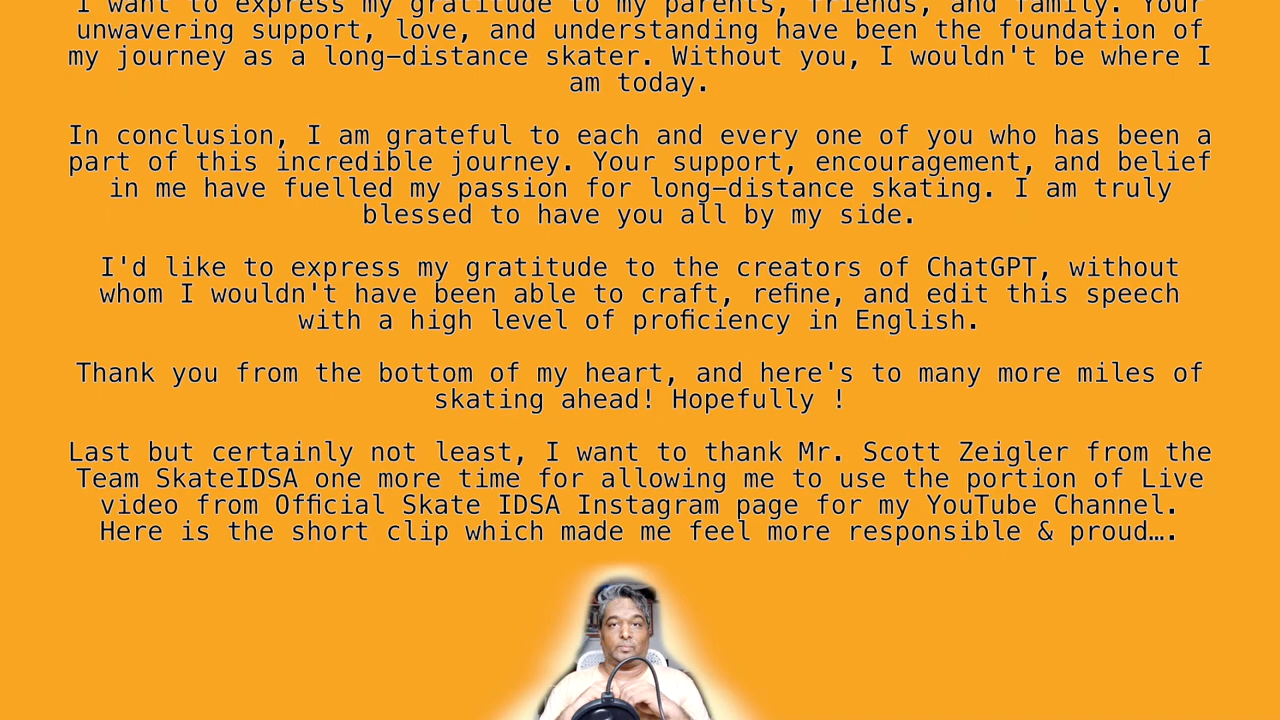 I want to express my gratitude to my parents, friends, and family. Your
unwavering support, love, and understanding have been the foundation of
my journey as a long-distance skater. Without you, I wouldn't be where I
am today.
In conclusion, I am grateful to each and every one of you who has been a
part of this incredible journey. Your support, encouragement, and belief
in me have fuelled my passion for long-distance skating. I am truly
blessed to have you all by my side.
I'd like to express my gratitude to the creators of ChatGPT, without
whom I wouldn't have been able to craft, refine, and edit this speech
with a high level of proficiency in English.
Thank you from the bottom of my heart, and here's to many more miles of
skating ahead! Hopefully !
Last but certainly not least, I want to thank Mr. Scott Zeigler from the
Team SkateIDSA one more time for allowing me to use the portion of Live
video from Official Skate IDSA Instagram page for my YouTube Channel.
Here is the short clip which made me feel more responsible & proud….